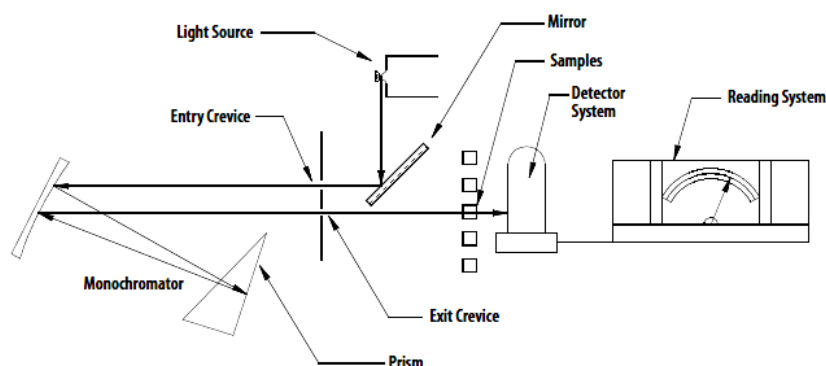 Light Source
Mirror
Samples
Detector
System
Reading System
Entry Crevice
Monochromator
Exit Crevice
Prism